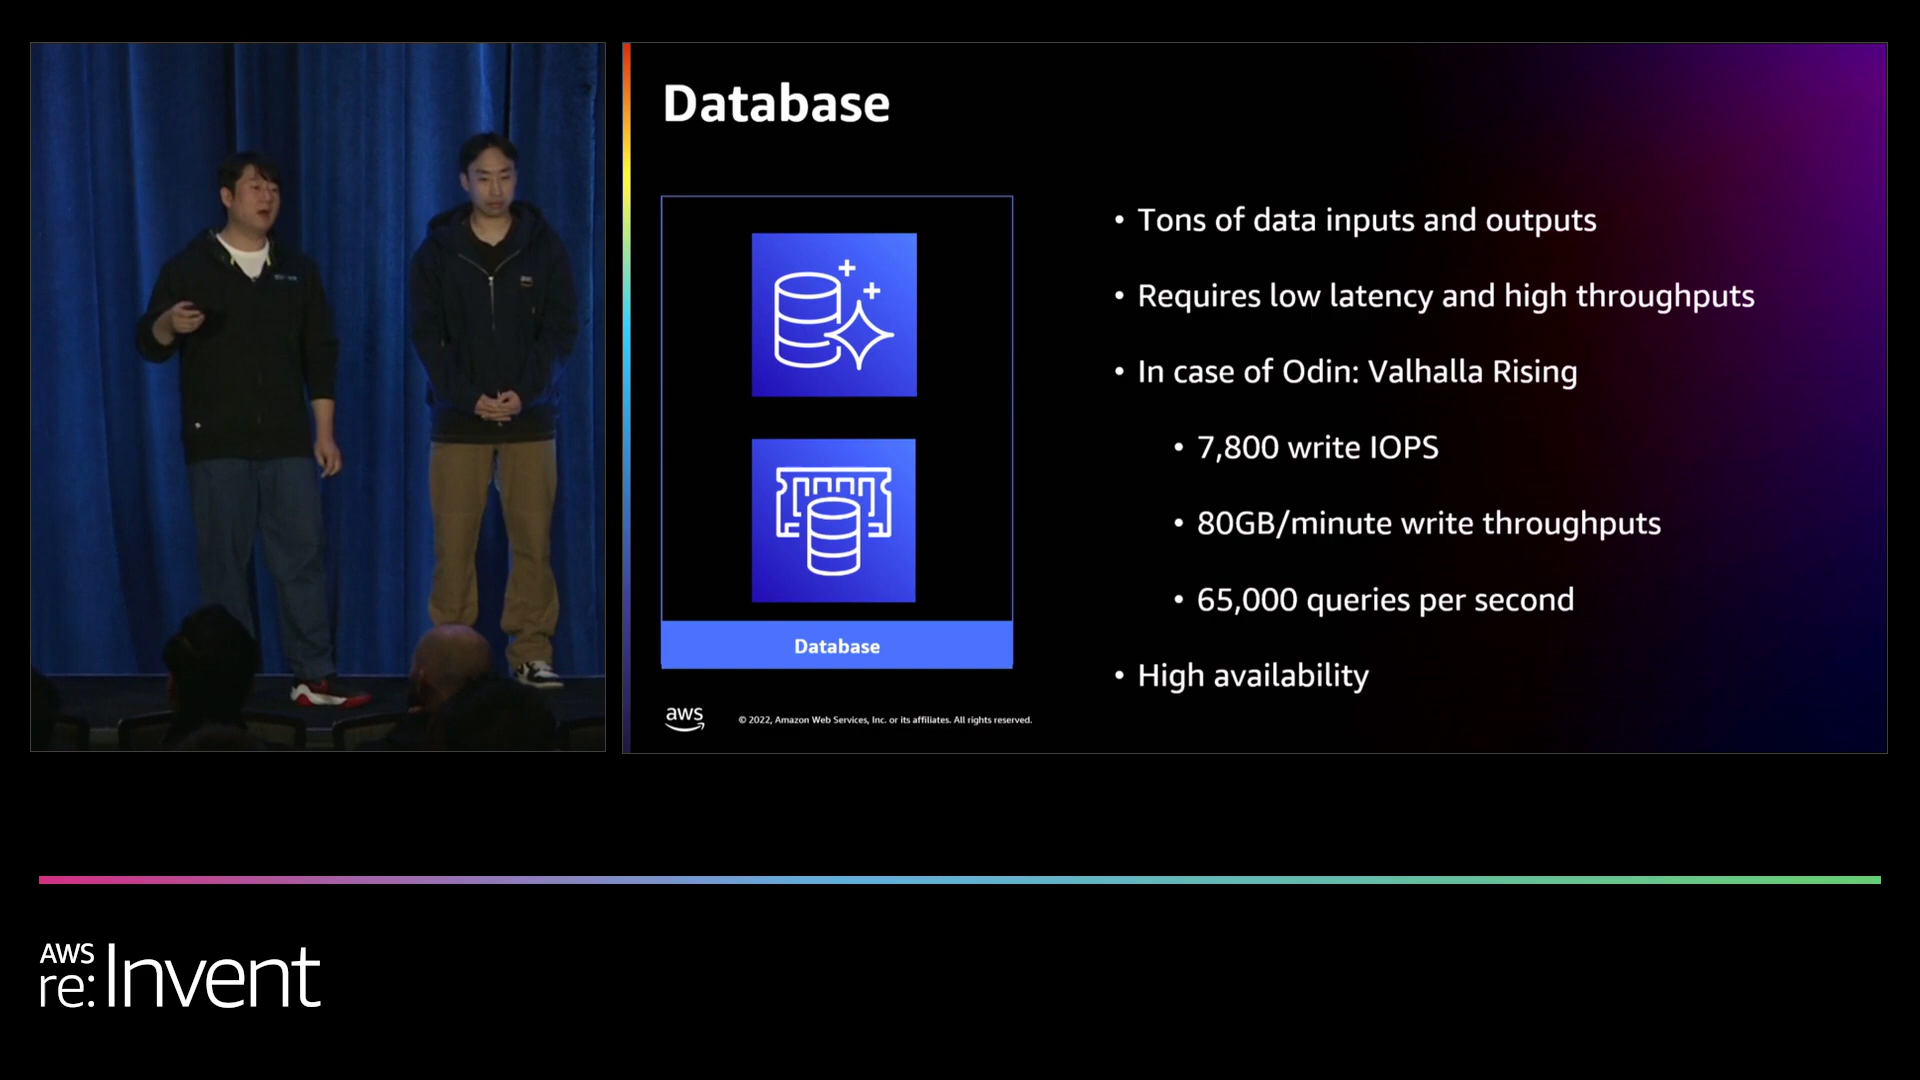 Database
• Tons of data inputs and outputs
• Requires low latency and high throughputs
• In case of Odin: Valhalla Rising
• 7,800 write IOPS
• 80GB/minute write throughputs
• 65,000 queries per second
• High availability
Database
aws
© 2022, Amazon Web Services, Inc. or its affiliates. All rights reserved.
AWS
re:Invent